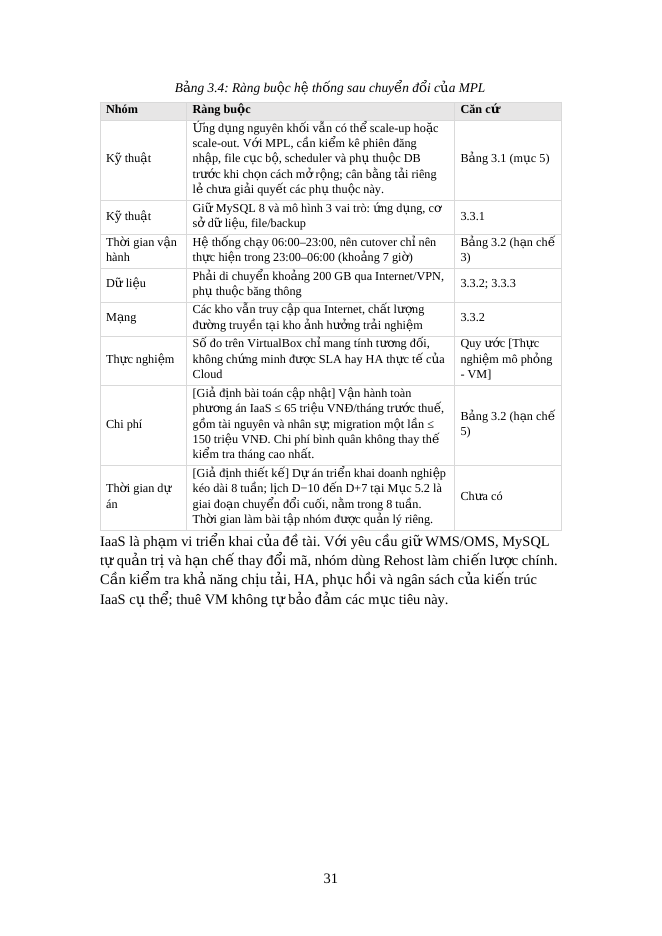 Bảng 3.4: Ràng buộc hệ thống sau chuyển đổi của MPL
Nhóm Ràng buộc Căn cứ
Kỹ thuật
Ứng dụng nguyên khối vẫn có thể scale-up hoặc
scale-out. Với MPL, cần kiểm kê phiên đăng
nhập, file cục bộ, scheduler và phụ thuộc DB
trước khi chọn cách mở rộng; cân bằng tải riêng
lẻ chưa giải quyết các phụ thuộc này.
Bảng 3.1 (mục 5)
Kỹ thuật
Giữ MySQL 8 và mô hình 3 vai trò: ứng dụng, cơ
sở dữ liệu, file/backup
3.3.1
Thời gian vận
hành
Hệ thống chạy 06:00–23:00, nên cutover chỉ nên
thực hiện trong 23:00–06:00 (khoảng 7 giờ)
Bảng 3.2 (hạn chế
3)
Dữ liệu
Phải di chuyển khoảng 200 GB qua Internet/VPN,
phụ thuộc băng thông
3.3.2; 3.3.3
Mạng
Các kho vẫn truy cập qua Internet, chất lượng
đường truyền tại kho ảnh hưởng trải nghiệm
3.3.2
Thực nghiệm
Số đo trên VirtualBox chỉ mang tính tương đối,
không chứng minh được SLA hay HA thực tế của
Cloud
Quy ước [Thực
nghiệm mô phỏng
- VM]
Chi phí
[Giả định bài toán cập nhật] Vận hành toàn
phương án IaaS ≤ 65 triệu VNĐ/tháng trước thuế,
gồm tài nguyên và nhân sự; migration một lần ≤
150 triệu VNĐ. Chi phí bình quân không thay thế
kiểm tra tháng cao nhất.
Bảng 3.2 (hạn chế
5)
Thời gian dự
án
[Giả định thiết kế] Dự án triển khai doanh nghiệp
kéo dài 8 tuần; lịch D−10 đến D+7 tại Mục 5.2 là
giai đoạn chuyển đổi cuối, nằm trong 8 tuần.
Thời gian làm bài tập nhóm được quản lý riêng.
Chưa có
IaaS là phạm vi triển khai của đề tài. Với yêu cầu giữ WMS/OMS, MySQL
tự quản trị và hạn chế thay đổi mã, nhóm dùng Rehost làm chiến lược chính.
Cần kiểm tra khả năng chịu tải, HA, phục hồi và ngân sách của kiến trúc
IaaS cụ thể; thuê VM không tự bảo đảm các mục tiêu này.
31